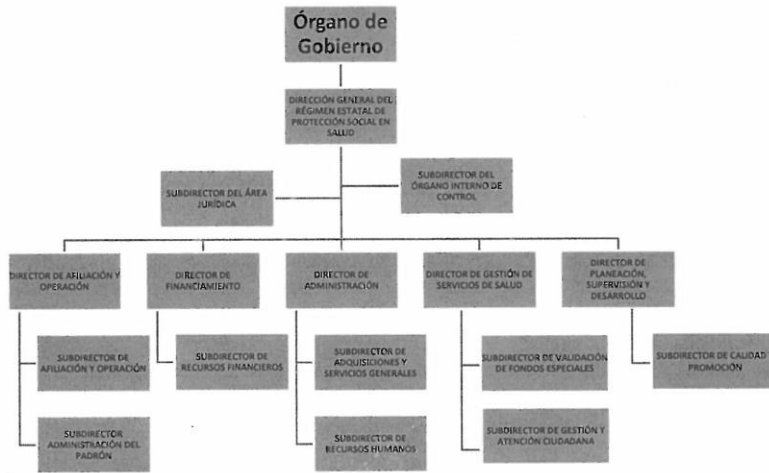 Órgano de
Gobierno
DIRECCIÓN GENERAL DEL
RÉGIMEN ESTATAL DE
PROTECCIÓN SOCIAL EN
SALUD
SUBDIRECTOR DEL ÁREA
JURÍDICA
SUBDIRECTOR DEL
ÓRGANO INTERNO DE
CONTROL
DIRECTOR DE AFILIACIÓN Y
OPERACIÓN
DIRECTOR DE
FINANCIAMIENTO
DIRECTOR DE
ADMINISTRACIÓN
DIRECTOR DE GESTIÓN DE
SERVICIOS DE SALUD
DIRECTOR DE
PLANEACIÓN,
SUPERVISIÓN Y
DESARROLLO
SUBDIRECTOR DE
AFILIACIÓN Y OPERACIÓN
SUBDIRECTOR DE
RECURSOS FINANCIEROS
SUBDIRECTOR DE
ADQUISICIONES Y
SERVICIOS GENERALES
SUBDIRECTOR DE VALIDACIÓN
DE FONDOS ESPECIALES
SUBDIRECTOR DE CALIDAD
PROMOCIÓN
SUBDIRECTOR
ADMINISTRACIÓN DEL
PADRÓN
SUBDIRECTOR DE
RECURSOS HUMANOS
SUBDIRECTOR DE GESTIÓN Y
ATENCIÓN CIUDADANA